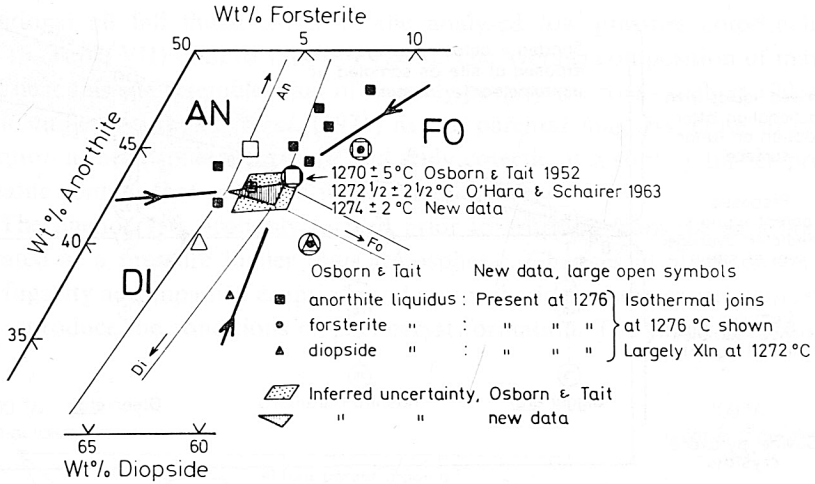 Wt% Forsterite
50 5 10
AN
An
FO
45
Wt% Anorthite
1270 ± 5°C Osborn & Tait 1952
1272 1/2 ± 2 1/2 °C O'Hara & Schairer 1963
1274 ± 2 °C New data
40
Fo
DI
Osborn & Tait New data, large open symbols
anorthite liquidus : Present at 1276 Isothermal joins
forsterite " : " " " at 1276 °C shown
diopside " : " " " Largely Xln at 1272 °C
35
Di
Inferred uncertainty, Osborn & Tait
" " new data
65 60
Wt% Diopside